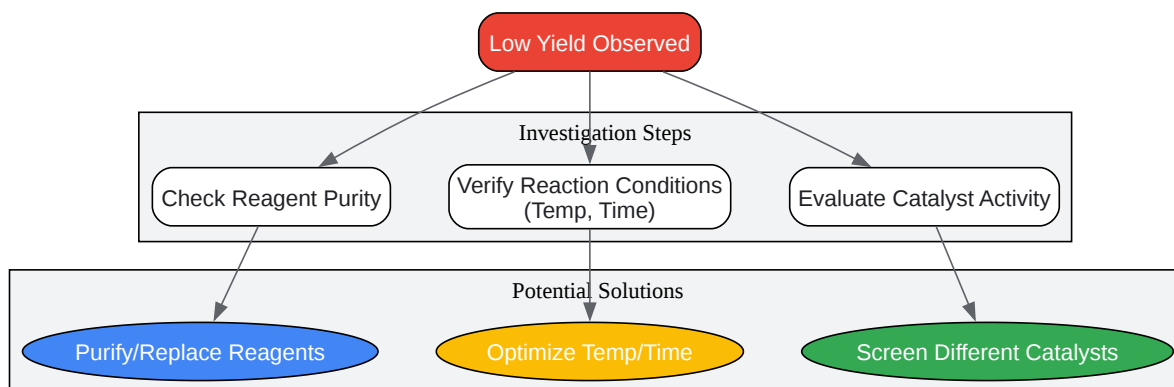 Low Yield Observed
Investigation Steps
Check Reagent Purity
Verify Reaction Conditions
(Temp, Time)
Evaluate Catalyst Activity
Potential Solutions
Purify/Replace Reagents
Optimize Temp/Time
Screen Different Catalysts